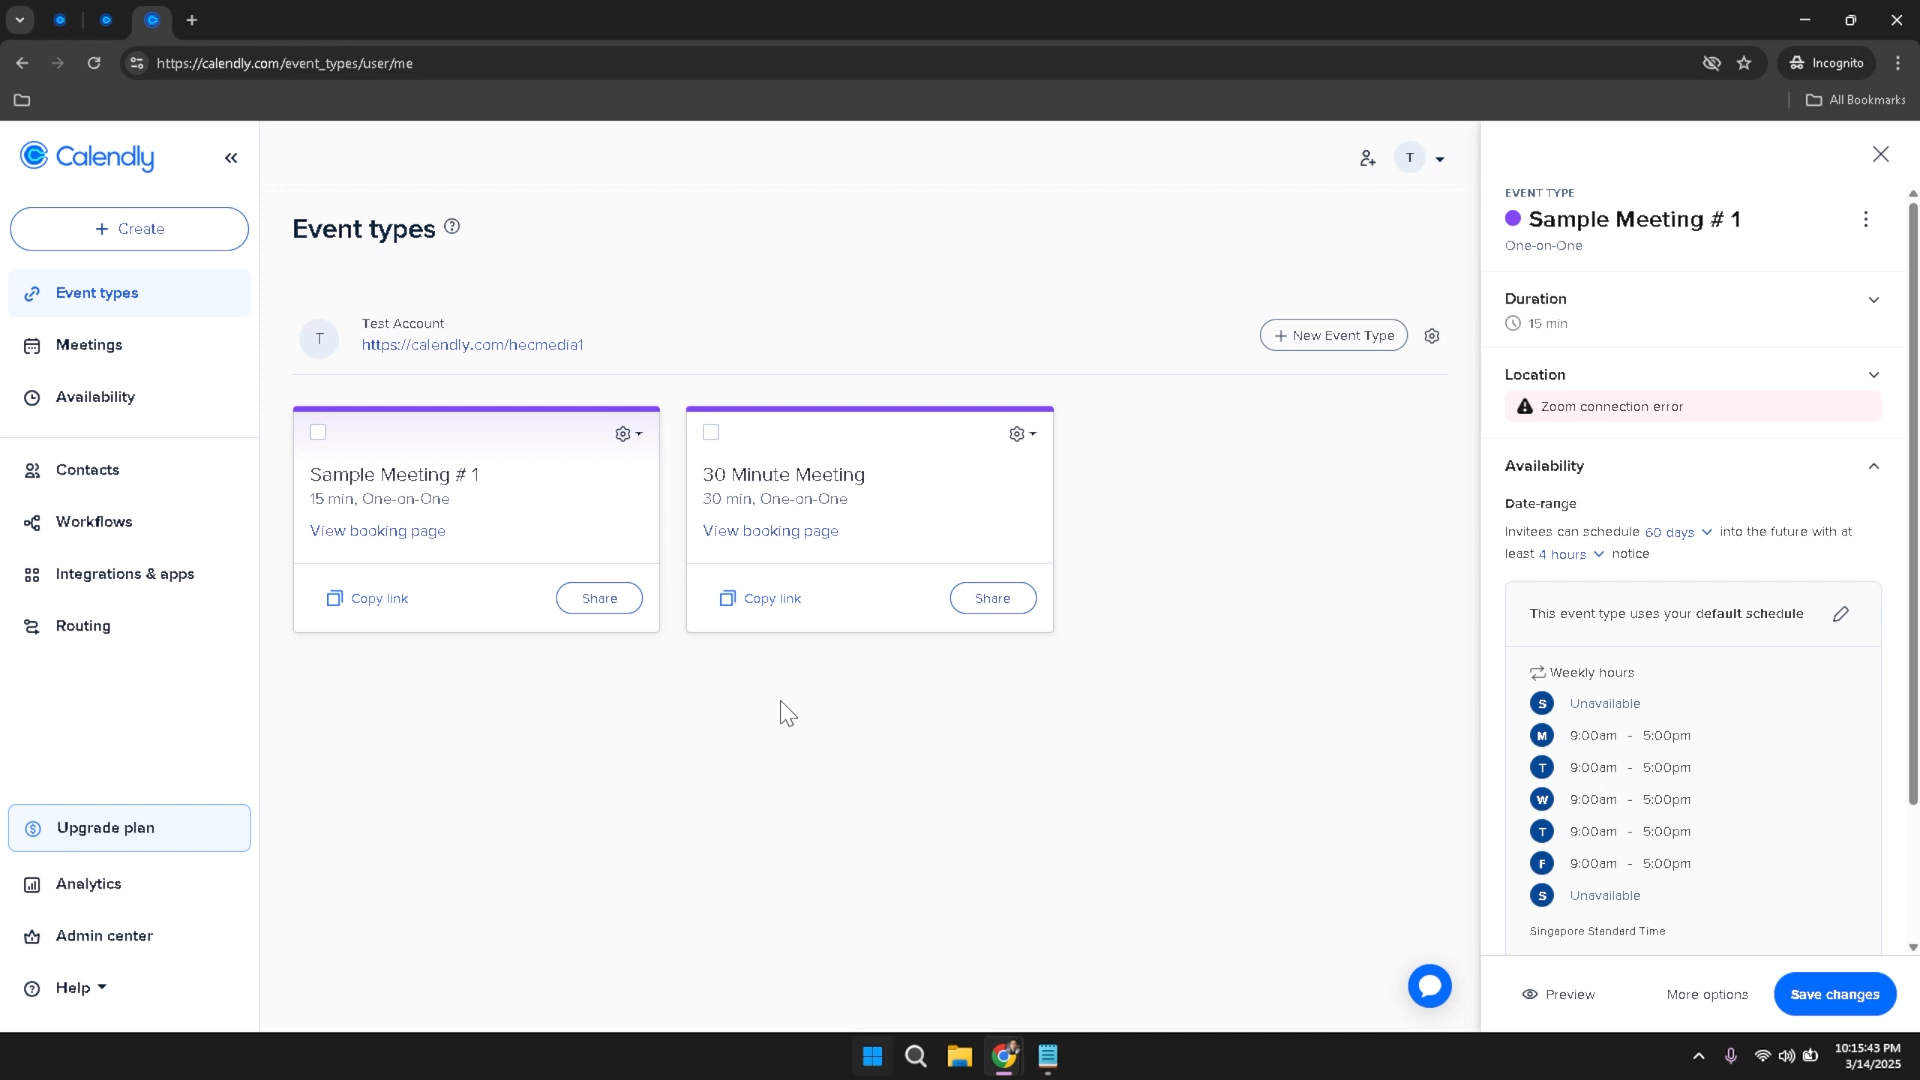 https://calendly.com/event_types/user/me
Incognito
All Bookmarks
Calendly
+ Create
Event types
Meetings
Availability
Contacts
Workflows
Integrations & apps
Routing
Upgrade plan
Analytics
Admin center
Help
T
Event types
T
Test Account
https://calendly.com/hecmedia1
+ New Event Type
Sample Meeting # 1
15 min, One-on-One
View booking page
Copy link
Share
30 Minute Meeting
30 min, One-on-One
View booking page
Copy link
Share
EVENT TYPE
Sample Meeting # 1
One-on-One
Duration
15 min
Location
Zoom connection error
Availability
Date-range
Invitees can schedule 60 days into the future with at
least 4 hours notice
This event type uses your default schedule
Weekly hours
S Unavailable
M 9:00am - 5:00pm
T 9:00am - 5:00pm
W 9:00am - 5:00pm
T 9:00am - 5:00pm
F 9:00am - 5:00pm
S Unavailable
Singapore Standard Time
Preview
More options
Save changes
10:15:43 PM
3/14/2025